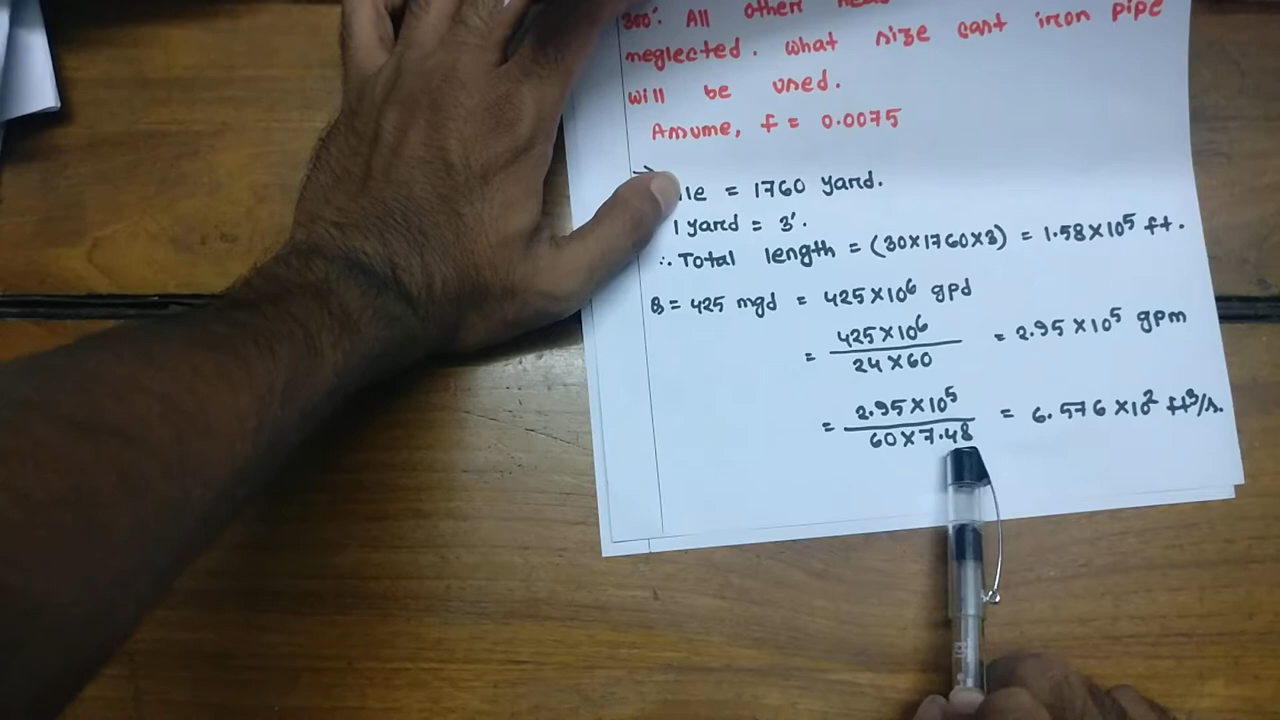 300'. All other
neglected. What size cast iron pipe
will be used.
Assume, f = 0.0075
= 1760 yard.
1 yard = 3'.
∴ Total length = (30×1760×3) = 1.58×10⁵ ft.
Q = 425 mgd = 425×10⁶ gpd
= 425×10⁶ / 24×60 = 2.95×10⁵ gpm
= 2.95×10⁵ / 60×7.48 = 6.576×10² ft³/s.